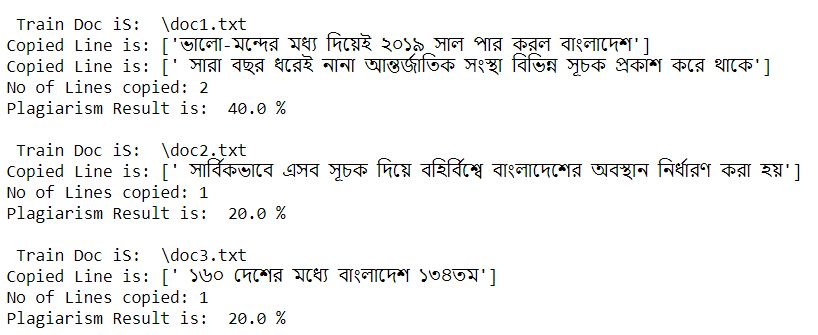 Train Doc iS: \doc1.txt
Copied Line is: ['ভালো-মন্দের মধ্য দিয়েই ২০১৯ সাল পার করল বাংলাদেশ']
Copied Line is: [' সারা বছর ধরেই নানা আন্তর্জাতিক সংস্থা বিভিন্ন সূচক প্রকাশ করে থাকে']
No of Lines copied: 2
Plagiarism Result is: 40.0 %
Train Doc iS: \doc2.txt
Copied Line is: [' সার্বিকভাবে এসব সূচক দিয়ে বহির্বিশ্বে বাংলাদেশের অবস্থান নির্ধারণ করা হয়']
No of Lines copied: 1
Plagiarism Result is: 20.0 %
Train Doc iS: \doc3.txt
Copied Line is: [' ১৬০ দেশের মধ্যে বাংলাদেশ ১৩৪তম']
No of Lines copied: 1
Plagiarism Result is: 20.0 %